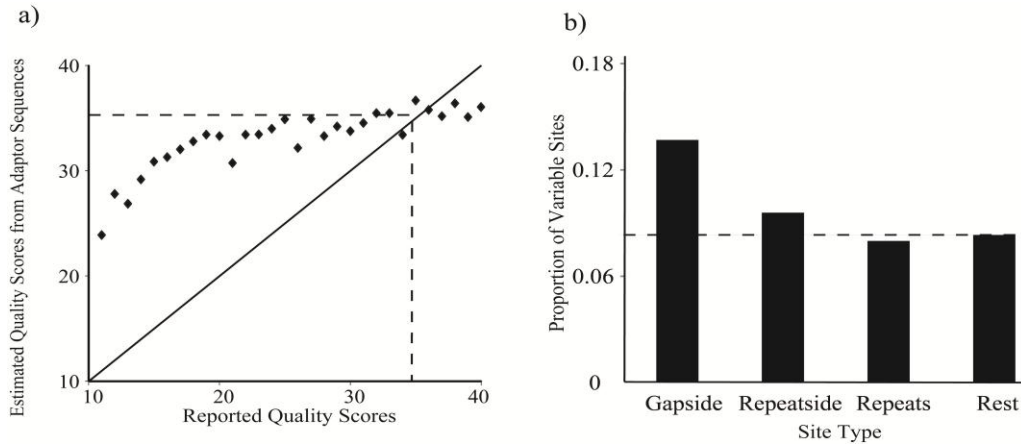 a)
Estimated Quality Scores from Adaptor Sequences
40
30
20
10
10 20 30 40
Reported Quality Scores
b)
Proportion of Variable Sites
0.18
0.12
0.06
0
Gapside Repeatside Repeats Rest
Site Type